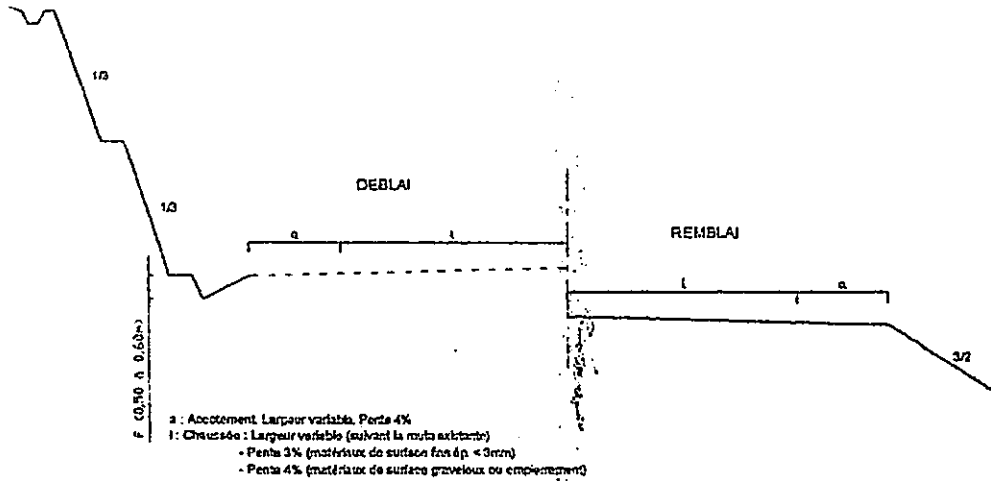 1/3
DEBLAI
1/3
a
l
REMBLAI
l
a
3/2
F (0,50 à 0,60m)
a : Accotement, Largeur variable, Pente 4%
l : Chaussée : Largeur variable (suivant la route existante)
- Pente 3% (matériaux de surface fins ép. < 3mm)
- Pente 4% (matériaux de surface graveleux ou empierrement)